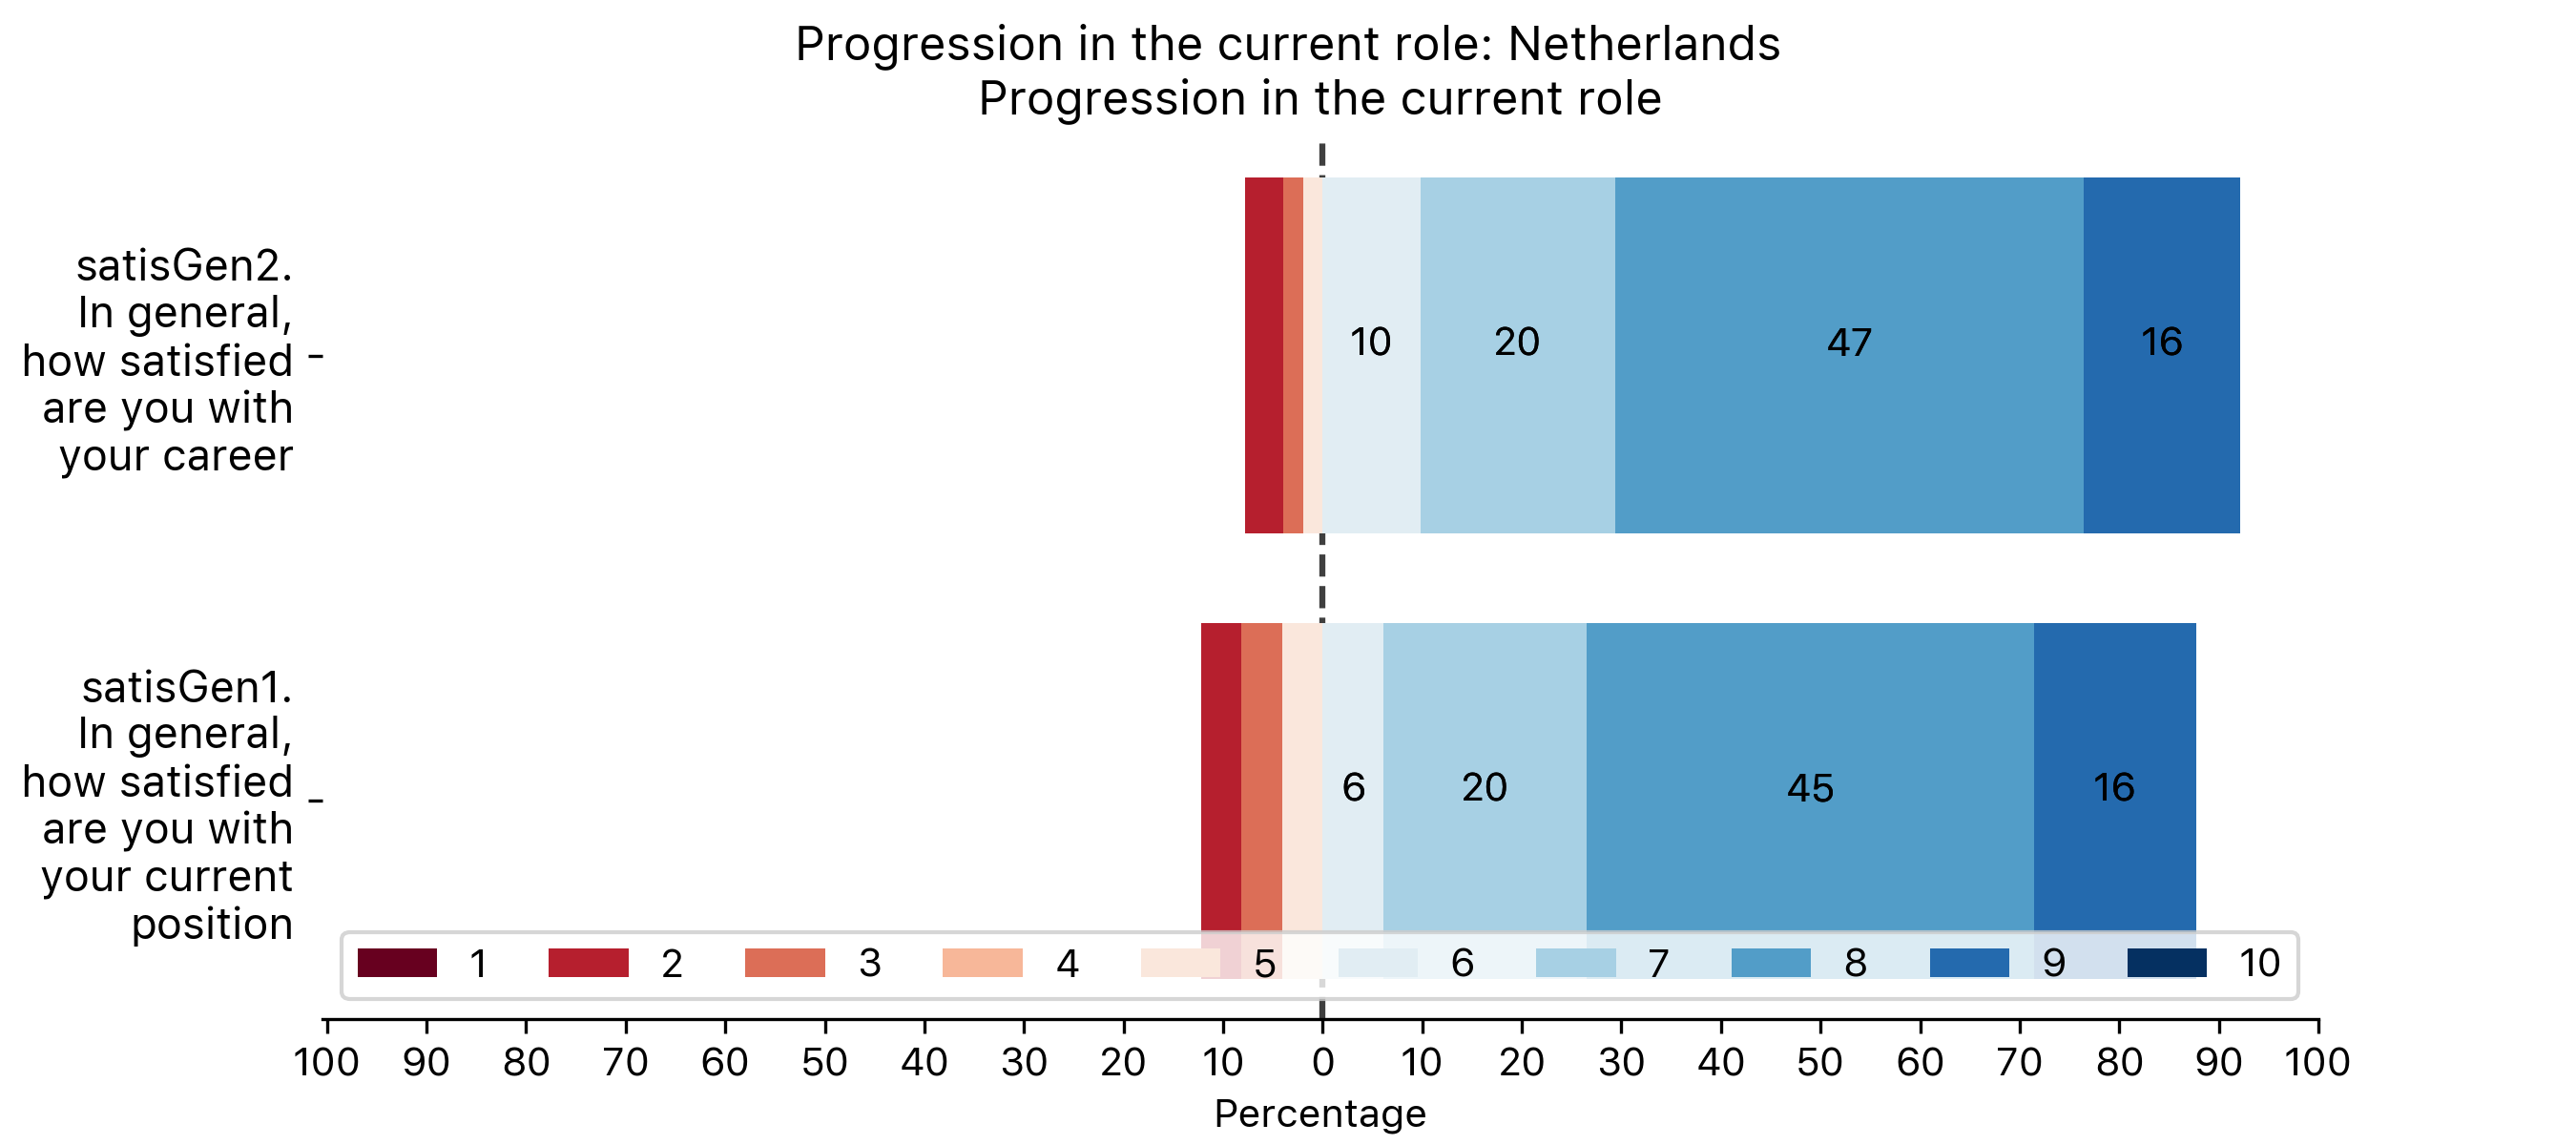 Progression in the current role: Netherlands
Progression in the current role
satisGen2.
In general,
how satisfied
are you with
your career
10 20 47 16
satisGen1.
In general,
how satisfied
are you with
your current
position
6 20 45 16
1 2 3 4 5 6 7 8 9 10
100 90 80 70 60 50 40 30 20 10 0 10 20 30 40 50 60 70 80 90 100
Percentage